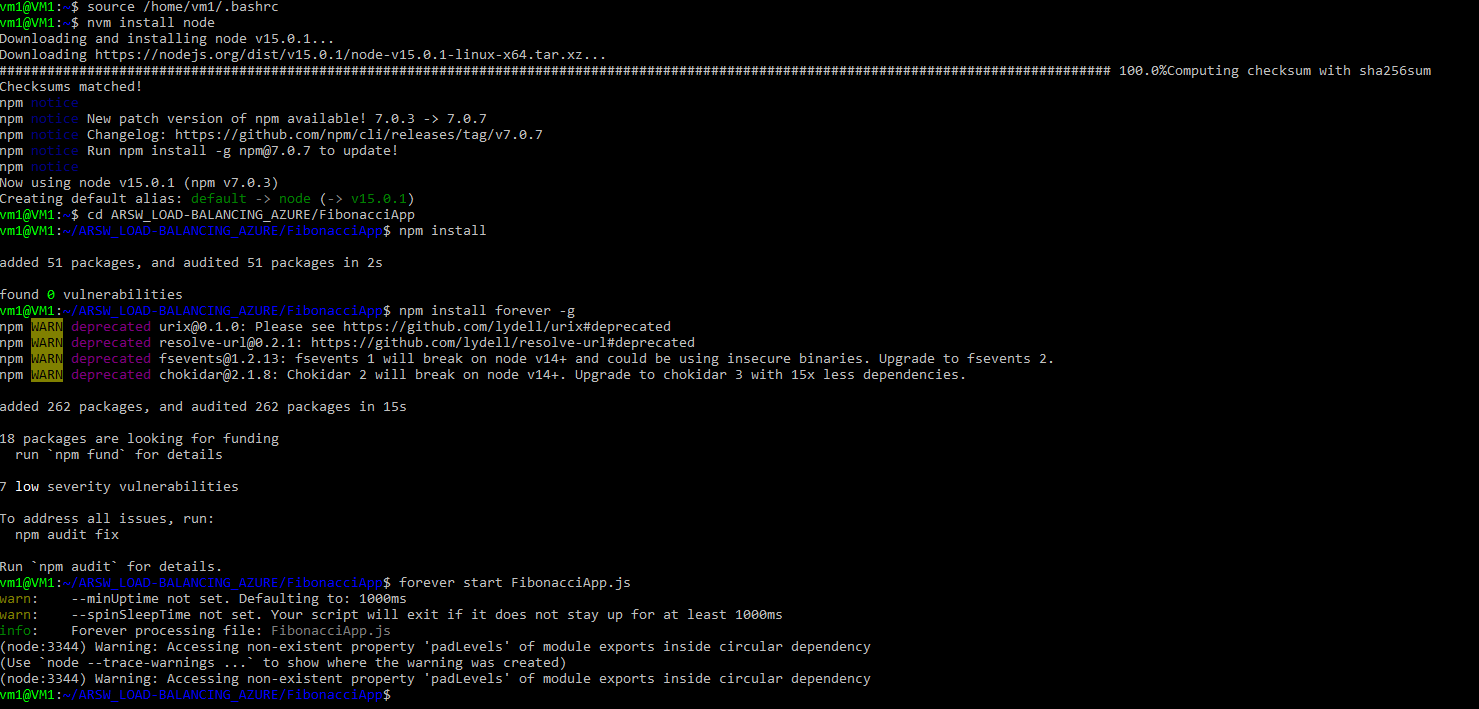 vm1@VM1:~$ source /home/vm1/.bashrc
vm1@VM1:~$ nvm install node
Downloading and installing node v15.0.1...
Downloading https://nodejs.org/dist/v15.0.1/node-v15.0.1-linux-x64.tar.xz...
########################################################################################################################################### 100.0%Computing checksum with sha256sum
Checksums matched!
npm notice
npm notice New patch version of npm available! 7.0.3 -> 7.0.7
npm notice Changelog: https://github.com/npm/cli/releases/tag/v7.0.7
npm notice Run npm install -g npm@7.0.7 to update!
npm notice
Now using node v15.0.1 (npm v7.0.3)
Creating default alias: default -> node (-> v15.0.1)
vm1@VM1:~$ cd ARSW_LOAD-BALANCING_AZURE/FibonacciApp
vm1@VM1:~/ARSW_LOAD-BALANCING_AZURE/FibonacciApp$ npm install
added 51 packages, and audited 51 packages in 2s
found 0 vulnerabilities
vm1@VM1:~/ARSW_LOAD-BALANCING_AZURE/FibonacciApp$ npm install forever -g
npm WARN deprecated urix@0.1.0: Please see https://github.com/lydell/urix#deprecated
npm WARN deprecated resolve-url@0.2.1: https://github.com/lydell/resolve-url#deprecated
npm WARN deprecated fsevents@1.2.13: fsevents 1 will break on node v14+ and could be using insecure binaries. Upgrade to fsevents 2.
npm WARN deprecated chokidar@2.1.8: Chokidar 2 will break on node v14+. Upgrade to chokidar 3 with 15x less dependencies.
added 262 packages, and audited 262 packages in 15s
18 packages are looking for funding
  run `npm fund` for details
7 low severity vulnerabilities
To address all issues, run:
  npm audit fix
Run `npm audit` for details.
vm1@VM1:~/ARSW_LOAD-BALANCING_AZURE/FibonacciApp$ forever start FibonacciApp.js
warn:    --minUptime not set. Defaulting to: 1000ms
warn:    --spinSleepTime not set. Your script will exit if it does not stay up for at least 1000ms
info:    Forever processing file: FibonacciApp.js
(node:3344) Warning: Accessing non-existent property 'padLevels' of module exports inside circular dependency
(Use `node --trace-warnings ...` to show where the warning was created)
(node:3344) Warning: Accessing non-existent property 'padLevels' of module exports inside circular dependency
vm1@VM1:~/ARSW_LOAD-BALANCING_AZURE/FibonacciApp$